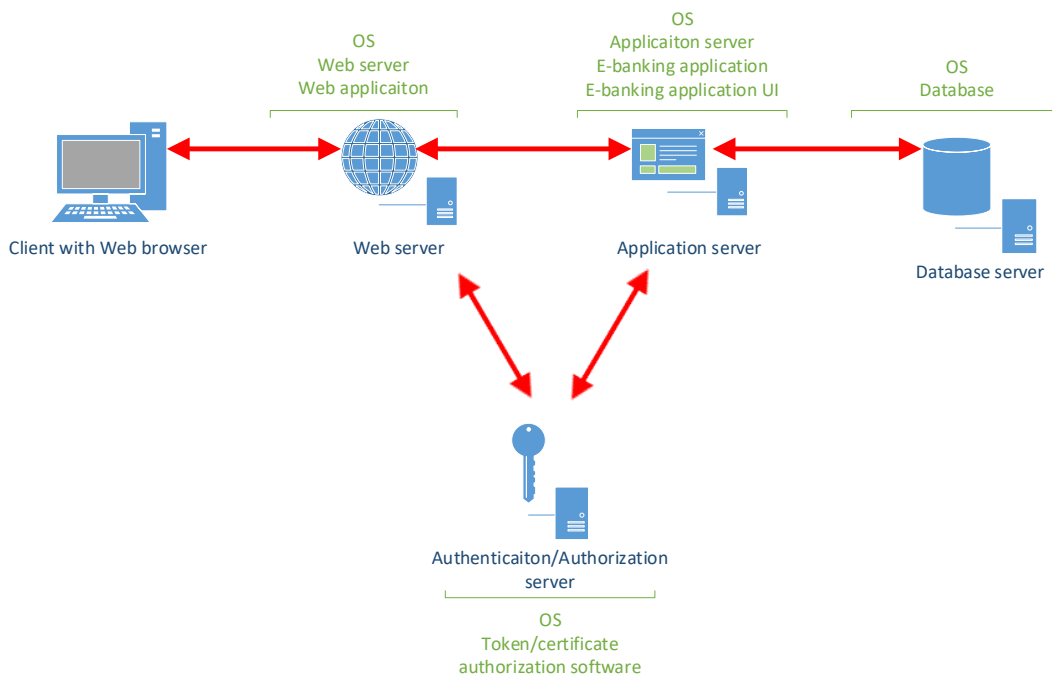 OS
Web server
Web applicaiton
OS
Applicaiton server
E-banking application
E-banking application UI
OS
Database
Client with Web browser
Web server
Application server
Database server
Authenticaiton/Authorization
server
OS
Token/certificate
authorization software